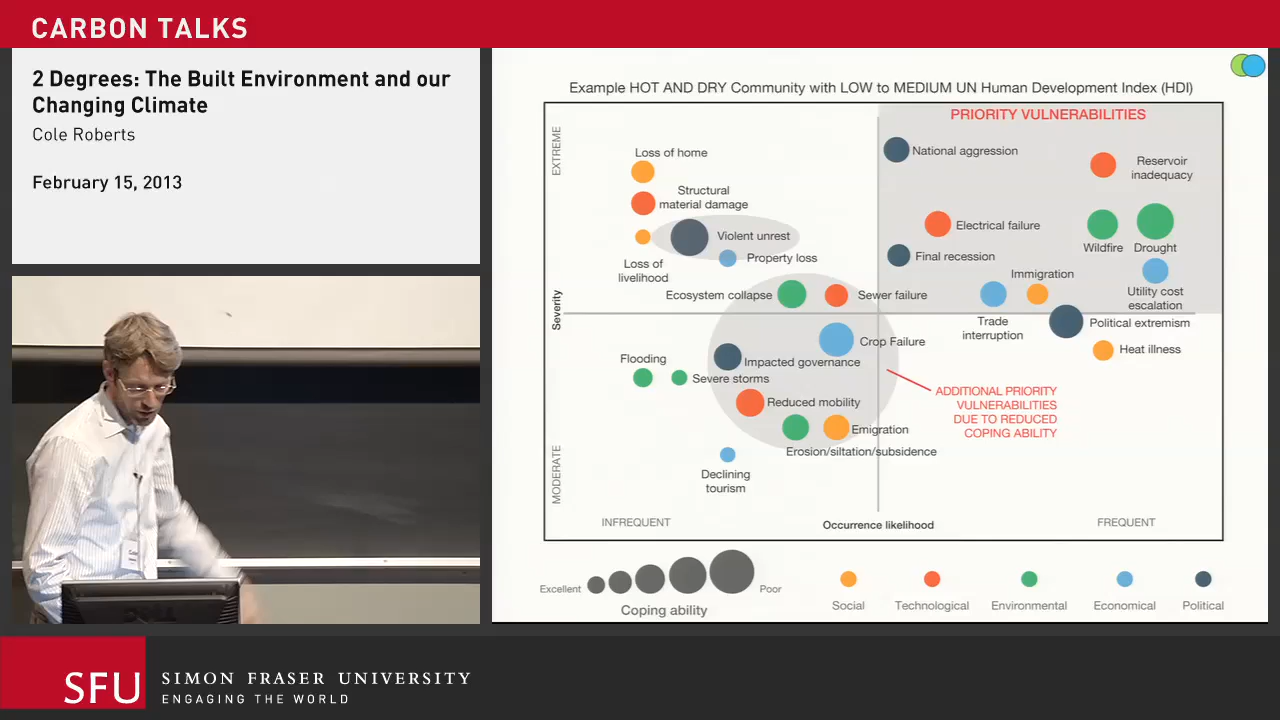 CARBON TALKS
2 Degrees: The Built Environment and our
Changing Climate
Cole Roberts
February 15, 2013
Example HOT AND DRY Community with LOW to MEDIUM UN Human Development Index (HDI)
PRIORITY VULNERABILITIES
EXTREME
Loss of home
National aggression
Reservoir
inadequacy
Structural
material damage
Electrical failure
Violent unrest
Wildfire
Drought
Property loss
Final recession
Loss of
livelihood
Immigration
Utility cost
escalation
Ecosystem collapse
Sewer failure
Severity
Trade
interruption
Political extremism
Crop Failure
Heat illness
Flooding
Impacted governance
Severe storms
ADDITIONAL PRIORITY
VULNERABILITIES
DUE TO REDUCED
COPING ABILITY
Reduced mobility
Emigration
Erosion/siltation/subsidence
MODERATE
Declining
tourism
INFREQUENT
Occurrence likelihood
FREQUENT
Excellent
Poor
Coping ability
Social
Technological
Environmental
Economical
Political
DELL
SFU
SIMON FRASER UNIVERSITY
ENGAGING THE WORLD